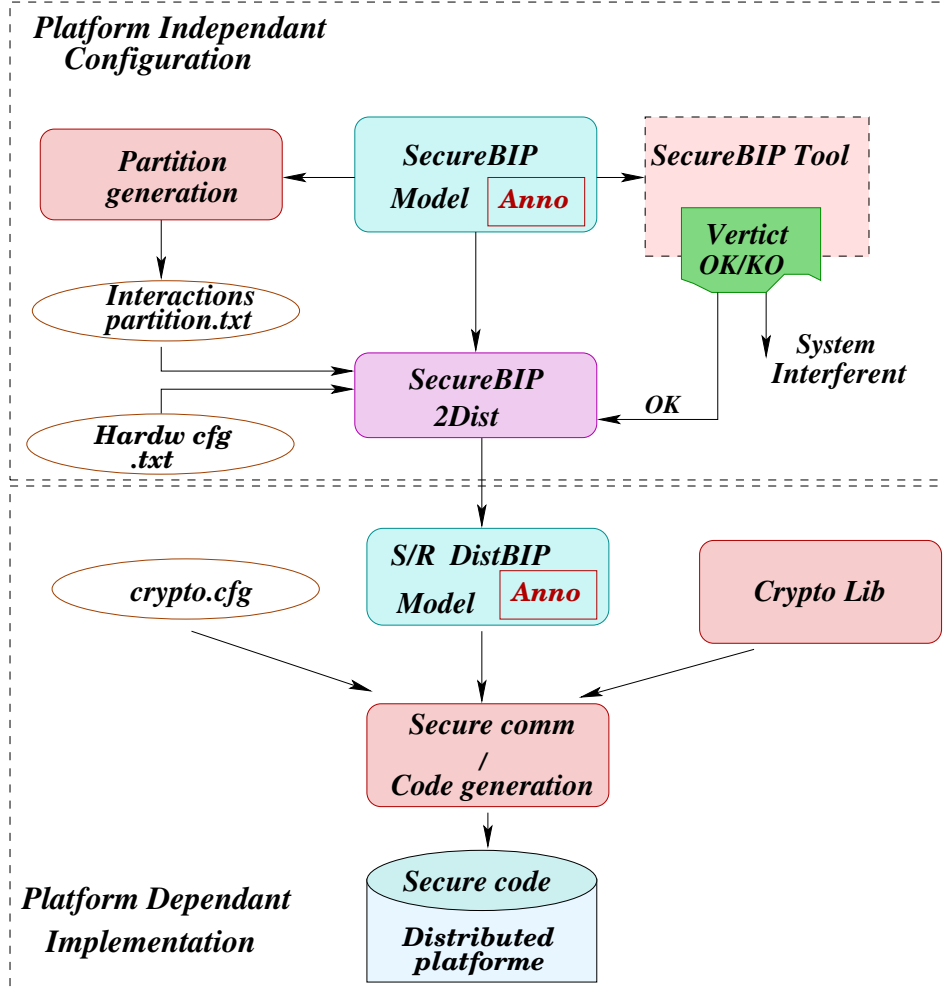 Platform Independant
Configuration
Partition
generation
SecureBIP
Model
Anno
SecureBIP Tool
Vertict
OK/KO
Interactions
partition.txt
System
Interferent
SecureBIP
2Dist
OK
Hardw cfg
.txt
S/R DistBIP
Model
Anno
crypto.cfg
Crypto Lib
Secure comm
/
Code generation
Secure code
Distributed
platforme
Platform Dependant
Implementation